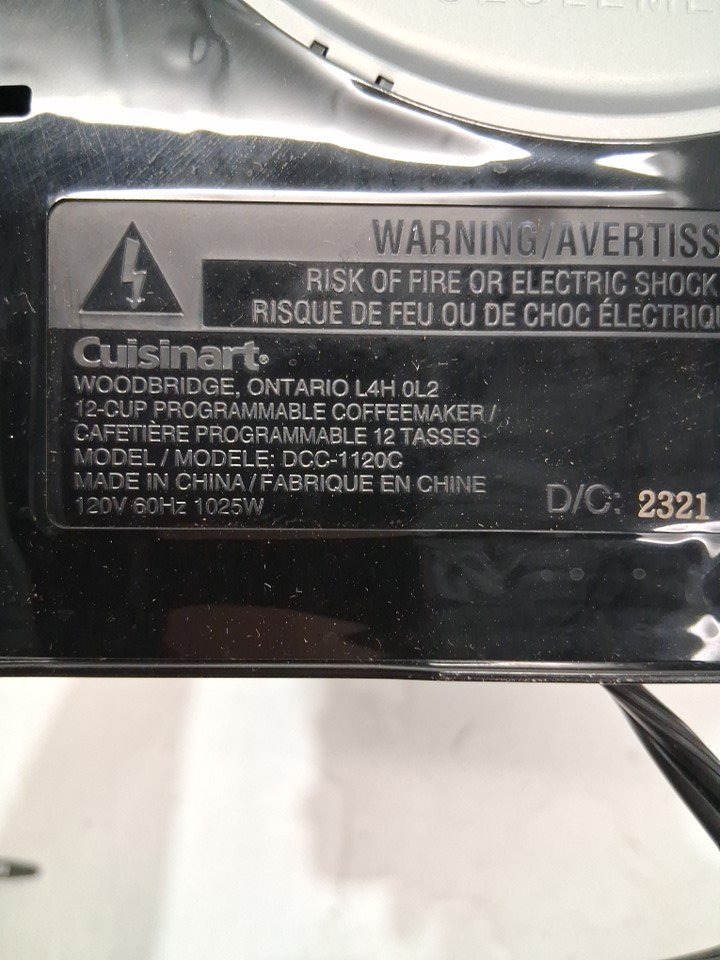 WARNING/AVERTISS
RISK OF FIRE OR ELECTRIC SHOCK
RISQUE DE FEU OU DE CHOC ÉLECTRIQU
Cuisinart®
WOODBRIDGE, ONTARIO L4H 0L2
12-CUP PROGRAMMABLE COFFEEMAKER /
CAFETIÈRE PROGRAMMABLE 12 TASSES
MODEL / MODELE: DCC-1120C
MADE IN CHINA / FABRIQUE EN CHINE
120V 60Hz 1025W
D/C: 2321